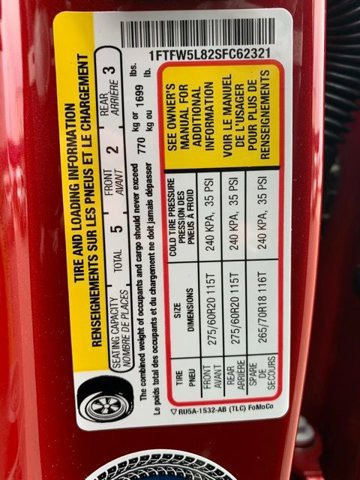 1FTFW5L82SFC62321
TIRE AND LOADING INFORMATION
RENSEIGNEMENTS SUR LES PNEUS ET LE CHARGEMENT
SEATING CAPACITY
NOMBRE DE PLACES
TOTAL 5
FRONT
AVANT 2
REAR
ARRIÈRE 3
The combined weight of occupants and cargo should never exceed 770 kg or 1699 lbs.
Le poids total des occupants et du chargement ne doit jamais dépasser 770 kg ou 1699 lb.
TIRE
PNEU
SIZE
DIMENSIONS
COLD TIRE PRESSURE
PRESSION DES
PNEUS A FROID
FRONT
AVANT
275/60R20 115T
240 KPA, 35 PSI
REAR
ARRIERE
275/60R20 115T
240 KPA, 35 PSI
SPARE
DE
SECOURS
265/70R18 116T
240 KPA, 35 PSI
SEE OWNER'S
MANUAL FOR
ADDITIONAL
INFORMATION
VOIR LE MANUEL
DE L'USAGER
POUR PLUS DE
RENSEIGNEMENTS
RU5A-1532-AB (TLC) FoMoCo